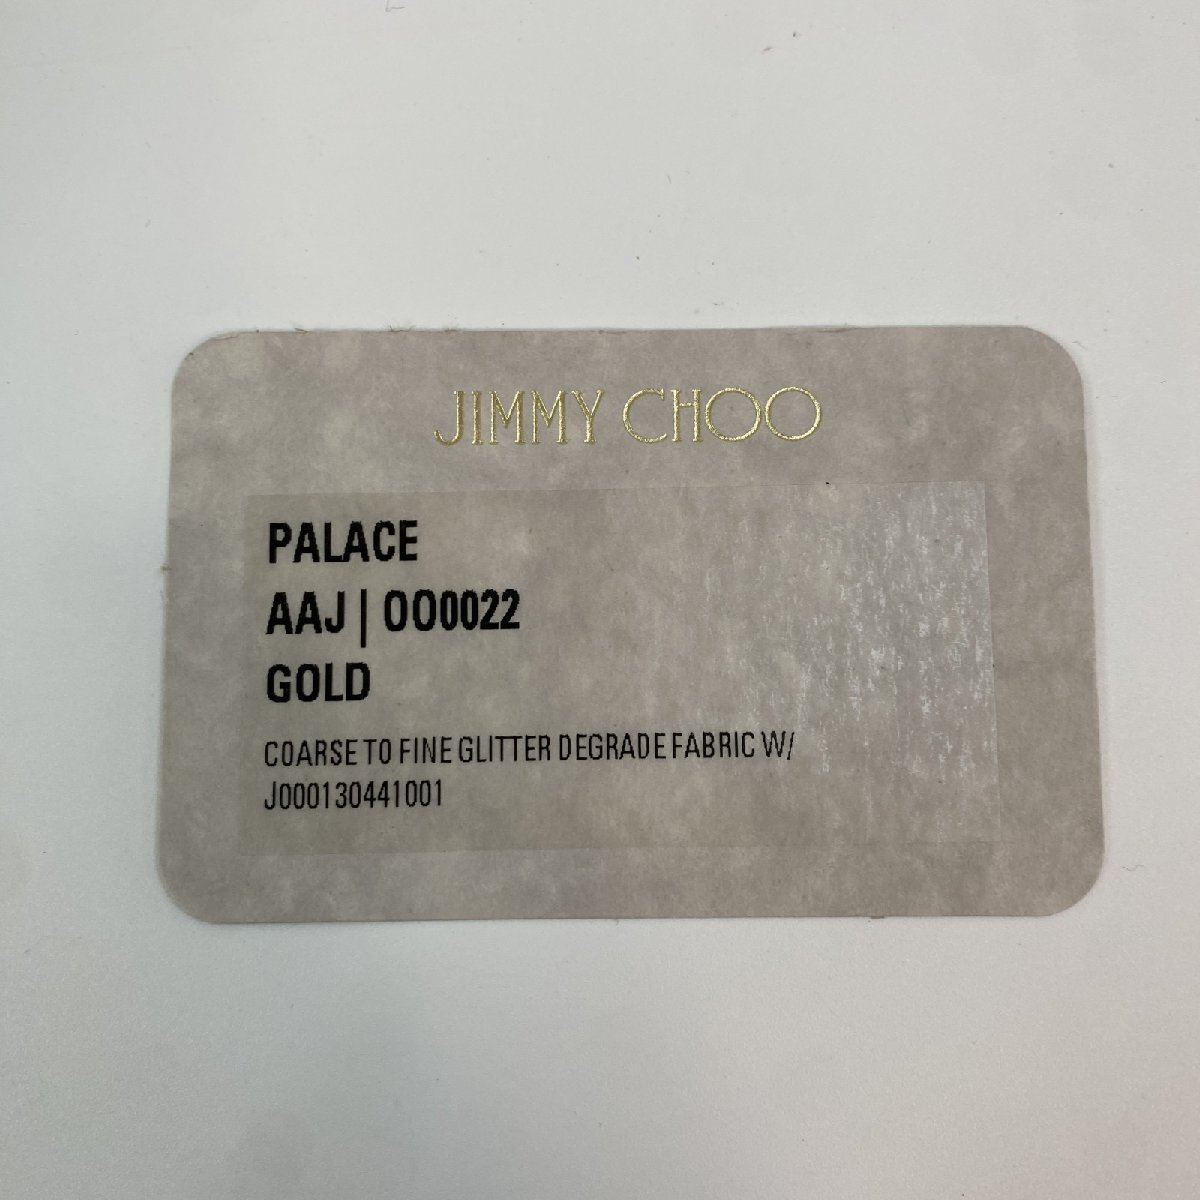 JIMMY CHOO
PALACE
AAJ | OO0022
GOLD
COARSE TO FINE GLITTER DEGRADE FABRIC W/
J000130441001